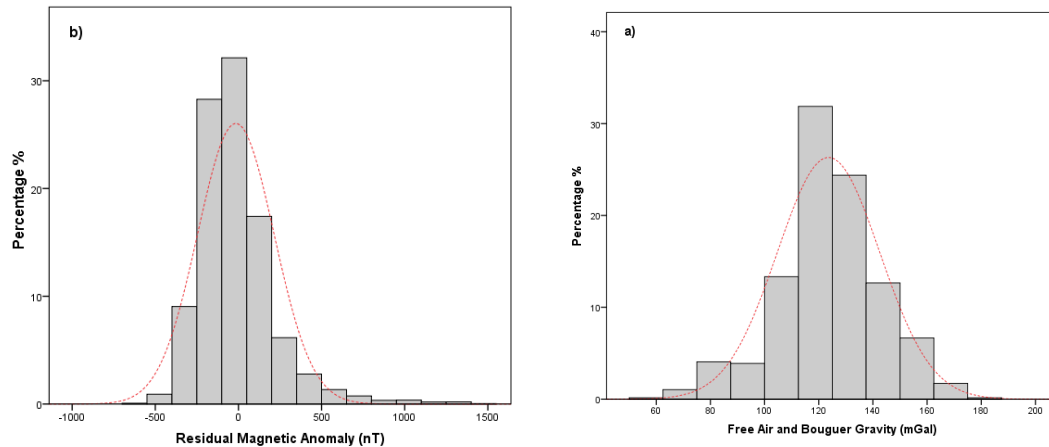 b)
30
20
10
0
Percentage %
-1000 -500 0 500 1000 1500
Residual Magnetic Anomaly (nT)
a)
40
30
20
10
0
Percentage %
60 80 100 120 140 160 180 200
Free Air and Bouguer Gravity (mGal)